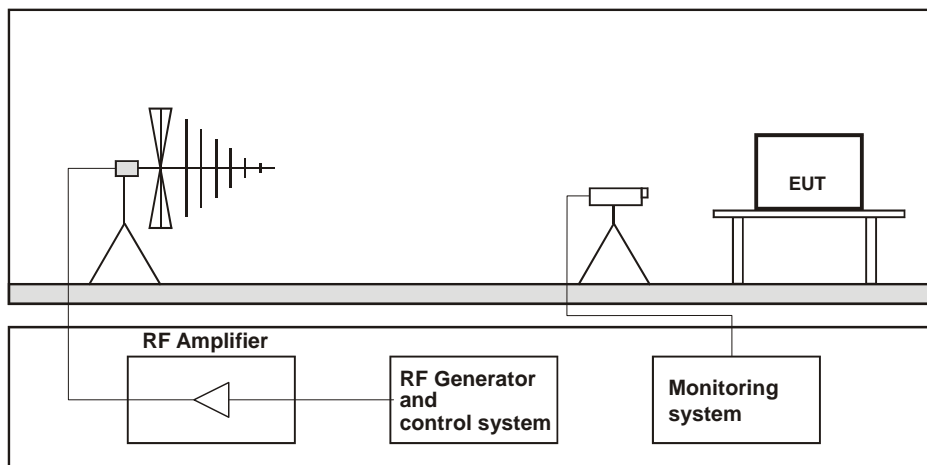 EUT
RF Amplifier
RF Generator
and
control system
Monitoring
system